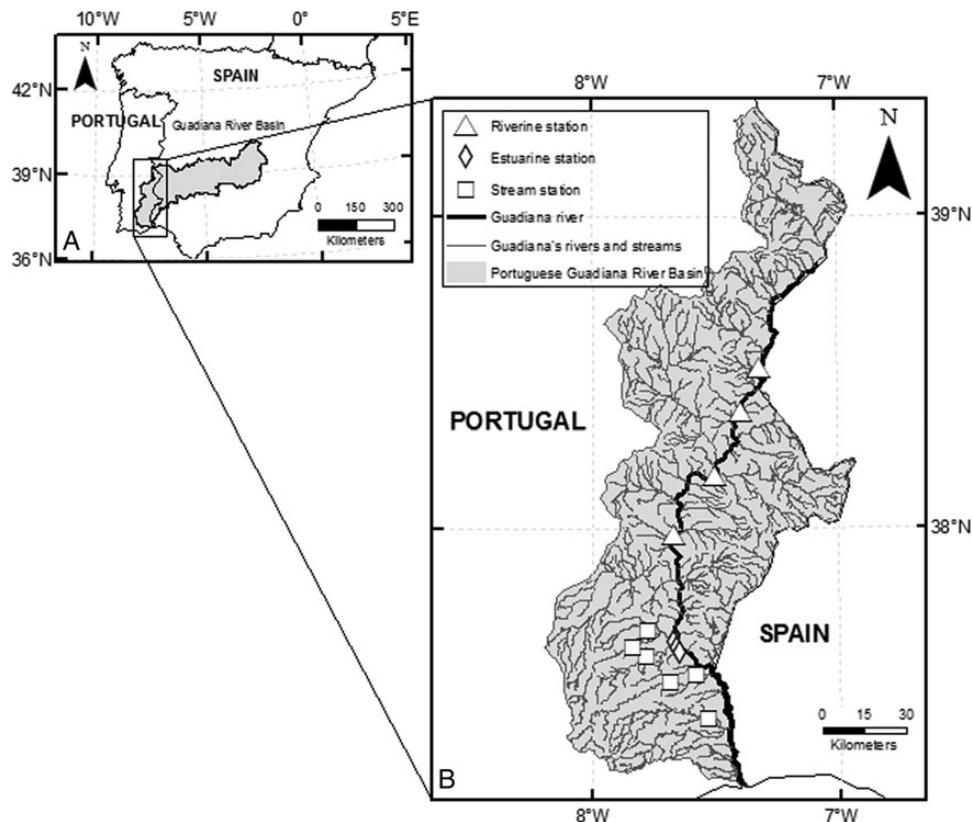 10°W 5°W 0° 5°E
N
SPAIN
42°N
PORTUGAL
Guadiana River Basin
39°N
0 150 300
Kilometers
A
36°N
5°W 0°
8°W 7°W
Riverine station
Estuarine station
Stream station
Guadiana river
Guadiana's rivers and streams
Portuguese Guadiana River Basin
N
39°N
PORTUGAL
38°N
SPAIN
0 15 30
Kilometers
B
8°W 7°W